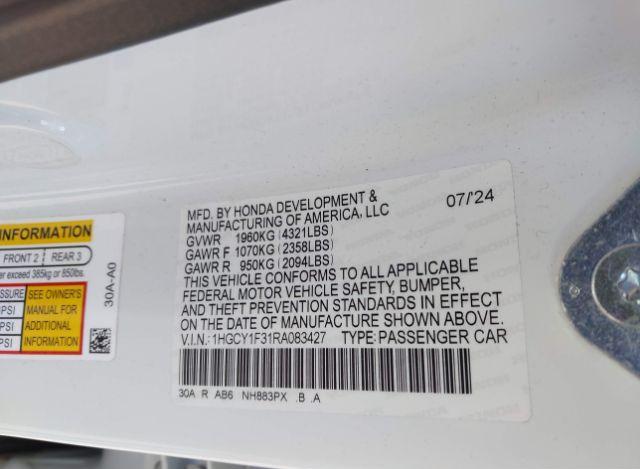 INFORMATION
FRONT 2 REAR 3
exceed 385kg or 850lbs.
SEE OWNER'S
MANUAL FOR
ADDITIONAL
INFORMATION
PSI
PSI
30A-A0
MFD. BY HONDA DEVELOPMENT & 07/'24
MANUFACTURING OF AMERICA, LLC
GVWR 1960KG (4321LBS)
GAWR F 1070KG (2358LBS)
GAWR R 950KG (2094LBS)
THIS VEHICLE CONFORMS TO ALL APPLICABLE
FEDERAL MOTOR VEHICLE SAFETY, BUMPER,
AND THEFT PREVENTION STANDARDS IN EFFECT
ON THE DATE OF MANUFACTURE SHOWN ABOVE.
V.I.N.: 1HGCY1F31RA083427 TYPE: PASSENGER CAR
30A R AB6 NH883PX .B .A